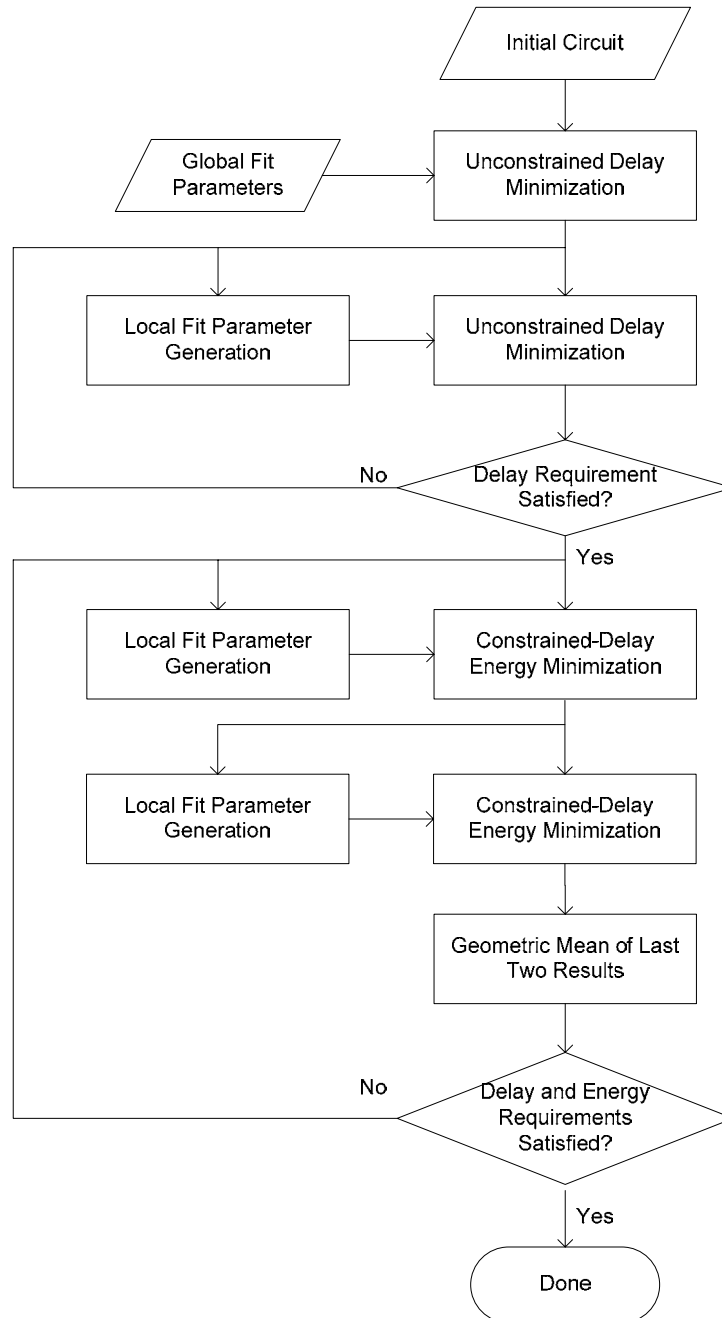 Initial Circuit
Global Fit
Parameters
Unconstrained Delay
Minimization
Local Fit Parameter
Generation
Unconstrained Delay
Minimization
No
Delay Requirement
Satisfied?
Yes
Local Fit Parameter
Generation
Constrained-Delay
Energy Minimization
Local Fit Parameter
Generation
Constrained-Delay
Energy Minimization
Geometric Mean of Last
Two Results
No
Delay and Energy
Requirements
Satisfied?
Yes
Done